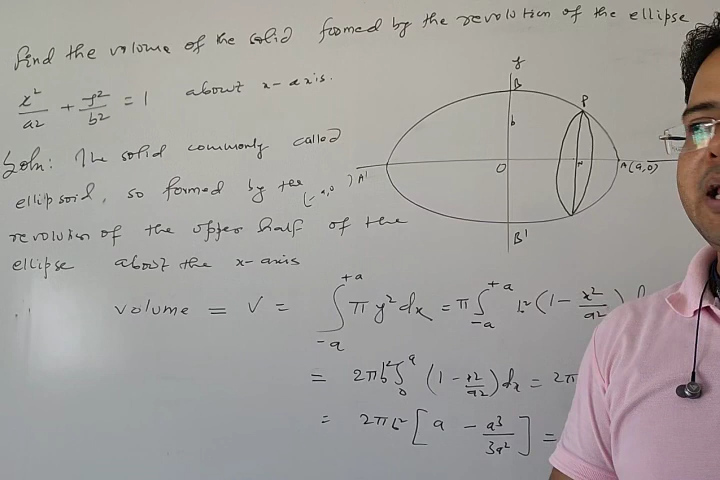 Find the volume of the solid formed by the revolution of the ellipse
x²/a2 + y²/b2 = 1 about x-axis.
Soln: The solid commonly called
ellipsoid, so formed by the
revolution of the upper half of the
ellipse about the x-axis
volume = V = ∫_{-a}^{+a} π y² dx = π ∫_{-a}^{+a} b² (1 - x²/a²)
= 2πb² ∫_0^a (1 - x2/a2) dx = 2π
= 2πb² [a - a3/3a²] =
y
B
b
P
(-a,0) A'
O
N
A(a,0)
B'